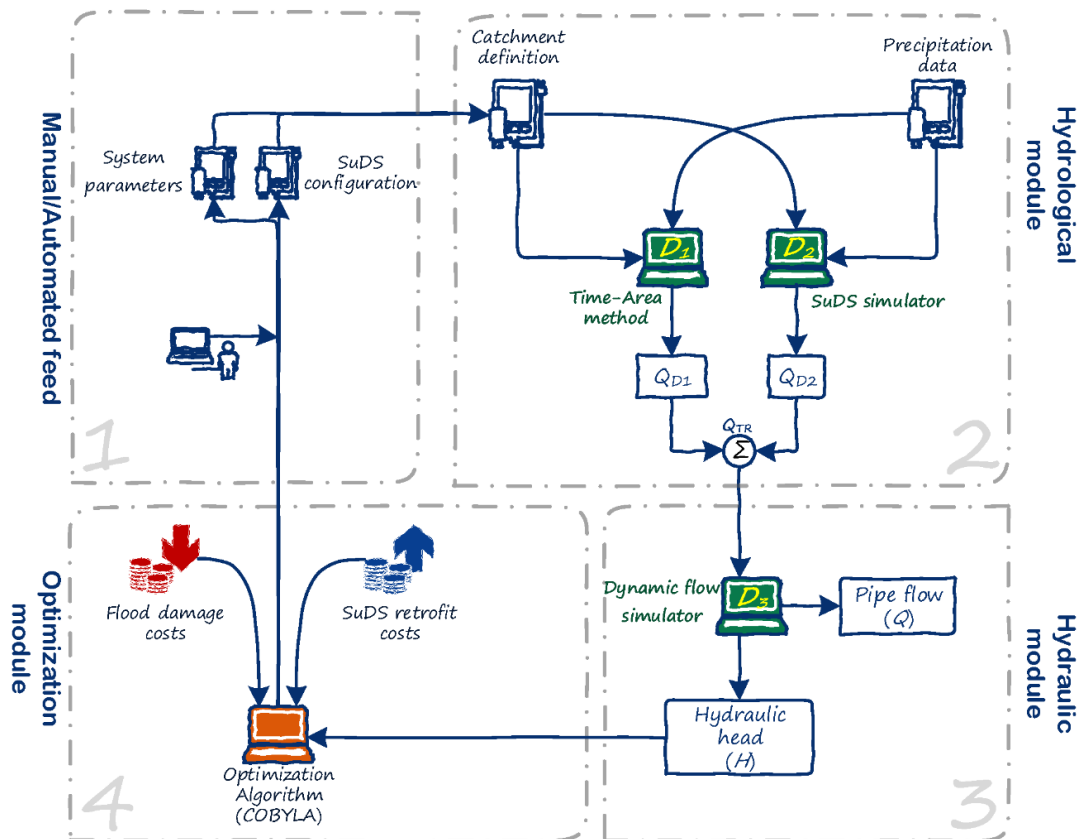 Manual/Automated feed
System
parameters
SuDS
configuration
1
Catchment
definition
Precipitation
data
Hydrological
module
D1
D2
Time-Area
method
SuDS simulator
QD1
QD2
QTR
Σ
2
Optimization
module
Flood damage
costs
SuDS retrofit
costs
Optimization
Algorithm
(COBYLA)
4
Dynamic flow
simulator
D3
Pipe flow
(Q)
Hydraulic
head
(H)
Hydraulic
module
3